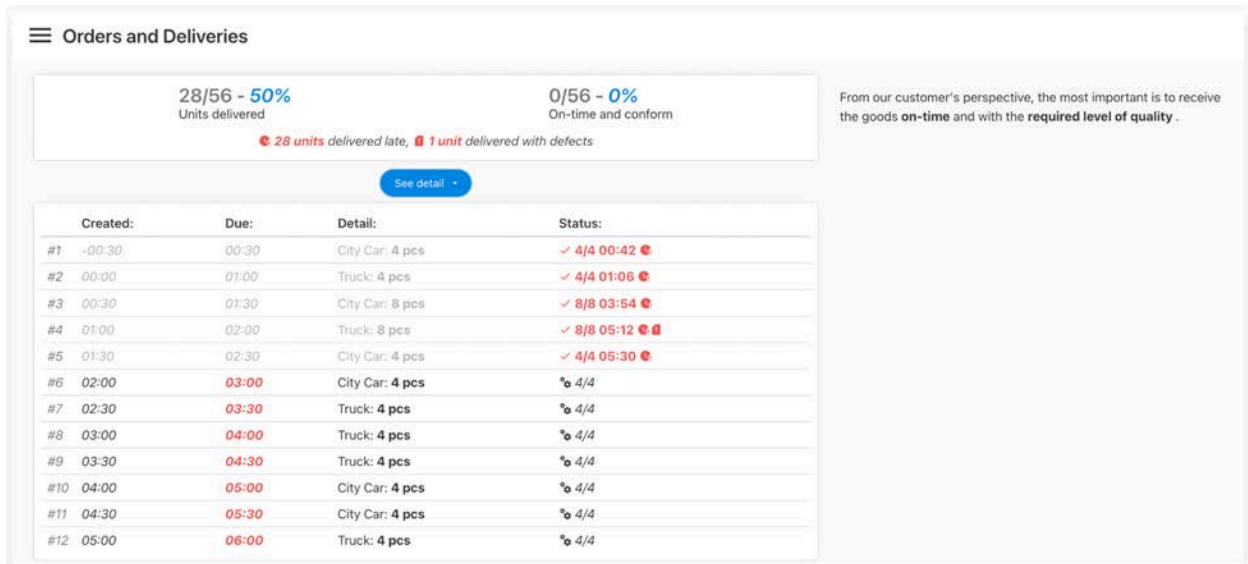 Orders and Deliveries
28/56 - 50%
Units delivered
0/56 - 0%
On-time and conform
28 units delivered late, 1 unit delivered with defects
From our customer's perspective, the most important is to receive
the goods on-time and with the required level of quality .
See detail
Created: Due: Detail: Status:
#1 -00:30 00:30 City Car: 4 pcs ✓ 4/4 00:42
#2 00:00 01:00 Truck: 4 pcs ✓ 4/4 01:06
#3 00:30 01:30 City Car: 8 pcs ✓ 8/8 03:54
#4 01:00 02:00 Truck: 8 pcs ✓ 8/8 05:12
#5 01:30 02:30 City Car: 4 pcs ✓ 4/4 05:30
#6 02:00 03:00 City Car: 4 pcs 4/4
#7 02:30 03:30 Truck: 4 pcs 4/4
#8 03:00 04:00 Truck: 4 pcs 4/4
#9 03:30 04:30 Truck: 4 pcs 4/4
#10 04:00 05:00 City Car: 4 pcs 4/4
#11 04:30 05:30 City Car: 4 pcs 4/4
#12 05:00 06:00 Truck: 4 pcs 4/4